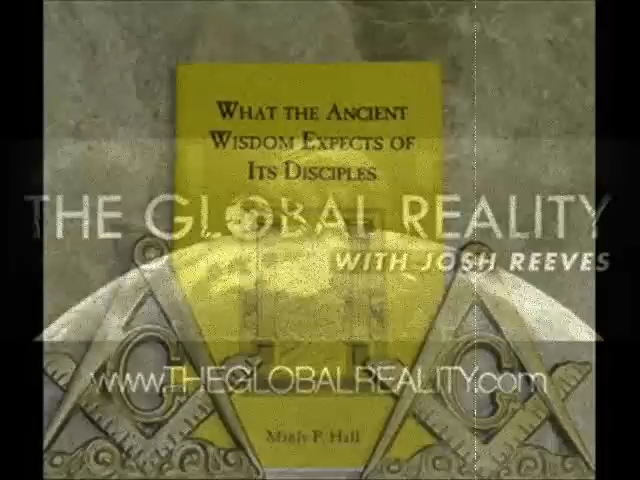 WHAT THE ANCIENT
WISDOM EXPECTS OF
ITS DISCIPLES
THE GLOBAL REALITY
WITH JOSH REEVES
www.THEGLOBALREALITY.com
Manly P. Hall
G G